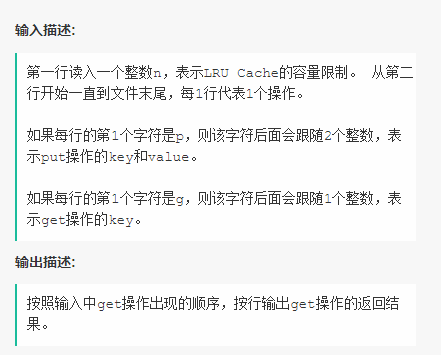 输入描述:
第一行读入一个整数n，表示LRU Cache的容量限制。 从第二
行开始一直到文件末尾，每1行代表1个操作。
如果每行的第1个字符是p，则该字符后面会跟随2个整数，表
示put操作的key和value。
如果每行的第1个字符是g，则该字符后面会跟随1个整数，表
示get操作的key。
输出描述:
按照输入中get操作出现的顺序，按行输出get操作的返回结
果。